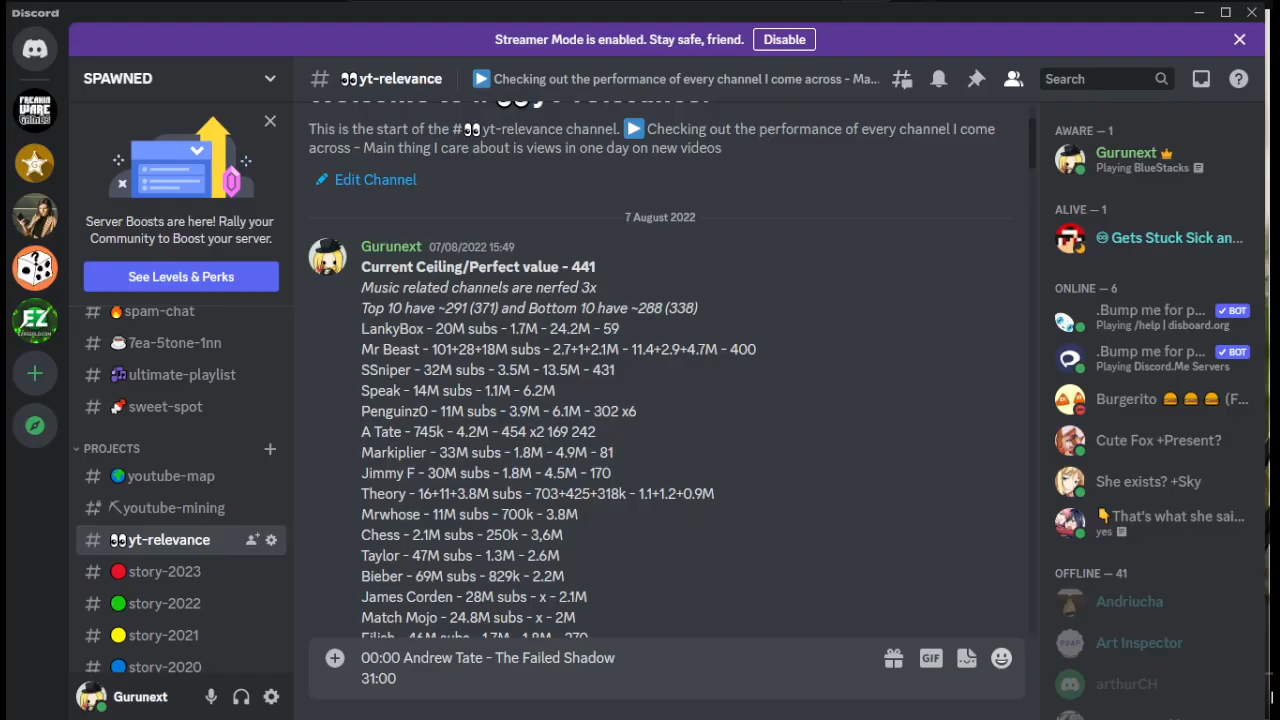 Discord
Streamer Mode is enabled. Stay safe, friend.
Disable
FREAKIN
WARE
GAMES
EZ
SPAWNED
Server Boosts are here! Rally your
Community to Boost your server.
See Levels & Perks
# 🔥spam-chat
# ☕7ea-5tone-1nn
# 🎶ultimate-playlist
# sweet-spot
PROJECTS
# youtube-map
# ⛏youtube-mining
# 👀yt-relevance
# 🔴story-2023
# 🟢story-2022
# 🟡story-2021
# 🔵story-2020
Gurunext
# 👀yt-relevance
▶️ Checking out the performance of every channel I come across - Ma...
Search
This is the start of the #👀yt-relevance channel. ▶️ Checking out the performance of every channel I come
across - Main thing I care about is views in one day on new videos
Edit Channel
7 August 2022
Gurunext 07/08/2022 15:49
Current Ceiling/Perfect value - 441
Music related channels are nerfed 3x
Top 10 have ~291 (371) and Bottom 10 have ~288 (338)
LankyBox - 20M subs - 1.7M - 24.2M - 59
Mr Beast - 101+28+18M subs - 2.7+1+2.1M - 11.4+2.9+4.7M - 400
SSniper - 32M subs - 3.5M - 13.5M - 431
Speak - 14M subs - 1.1M - 6.2M
Penguinz0 - 11M subs - 3.9M - 6.1M - 302 x6
A Tate - 745k - 4.2M - 454 x2 169 242
Markiplier - 33M subs - 1.8M - 4.9M - 81
Jimmy F - 30M subs - 1.8M - 4.5M - 170
Theory - 16+11+3.8M subs - 703+425+318k - 1.1+1.2+0.9M
Mrwhose - 11M subs - 700k - 3.8M
Chess - 2.1M subs - 250k - 3,6M
Taylor - 47M subs - 1.3M - 2.6M
Bieber - 69M subs - 829k - 2.2M
James Corden - 28M subs - x - 2.1M
Match Mojo - 24.8M subs - x - 2M
Eilish - 46M subs - 1.7M - 1.8M - 270
00:00 Andrew Tate - The Failed Shadow
31:00
GIF
AWARE — 1
Gurunext
Playing BlueStacks
ALIVE — 1
Gets Stuck Sick an...
ONLINE — 6
.Bump me for p... ✓ BOT
Playing /help | disboard.org
.Bump me for p... ✓ BOT
Playing Discord.Me Servers
Burgerito 🍔🍔🍔 (F...
Cute Fox +Present?
She exists? +Sky
👇That's what she sai...
yes
OFFLINE — 41
Andriucha
Art Inspector
arthurCH